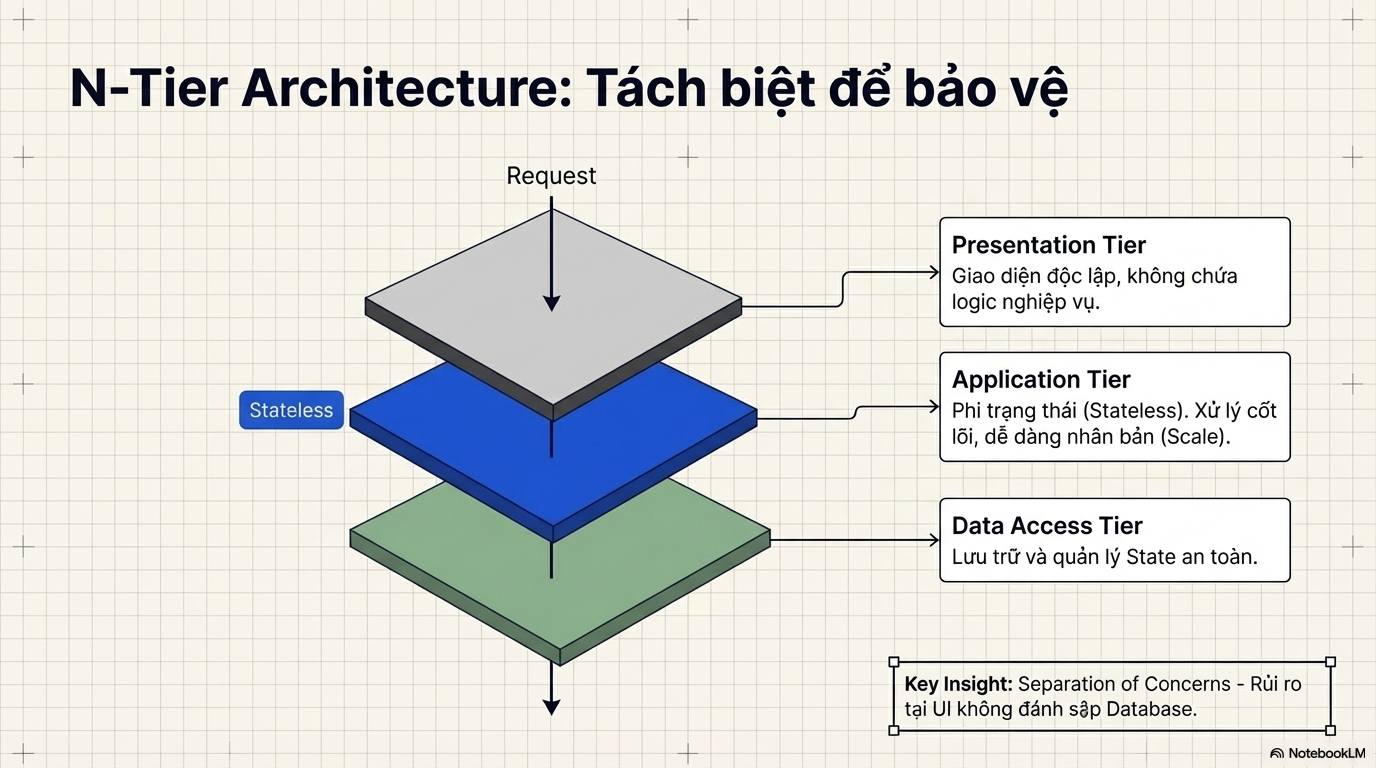 N-Tier Architecture: Tách biệt để bảo vệ
Request
Presentation Tier
Giao diện độc lập, không chứa
logic nghiệp vụ.
Stateless
Application Tier
Phi trạng thái (Stateless). Xử lý cốt
lõi, dễ dàng nhân bản (Scale).
Data Access Tier
Lưu trữ và quản lý State an toàn.
Key Insight: Separation of Concerns - Rủi ro
tại UI không đánh sập Database.
NotebookLM